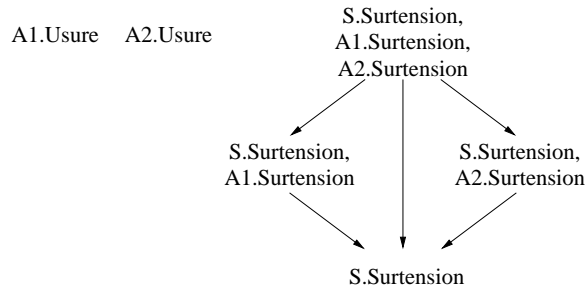 A1.Usure
A2.Usure
S.Surtension,
A1.Surtension,
A2.Surtension
S.Surtension,
A1.Surtension
S.Surtension,
A2.Surtension
S.Surtension